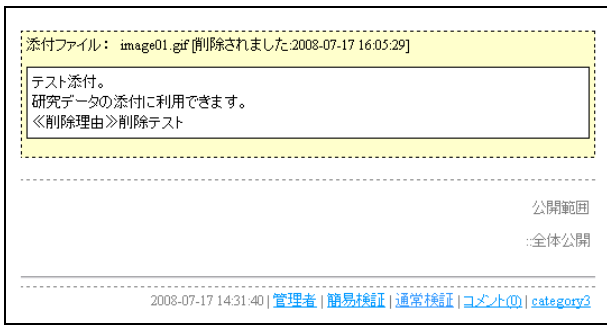 添付ファイル： image01.gif [削除されました:2008-07-17 16:05:29]
テスト添付。
研究データの添付に利用できます。
≪削除理由≫削除テスト
公開範囲
::全体公開
2008-07-17 14:31:40 | 管理者 | 簡易検証 | 通常検証 | コメント(0) | category3